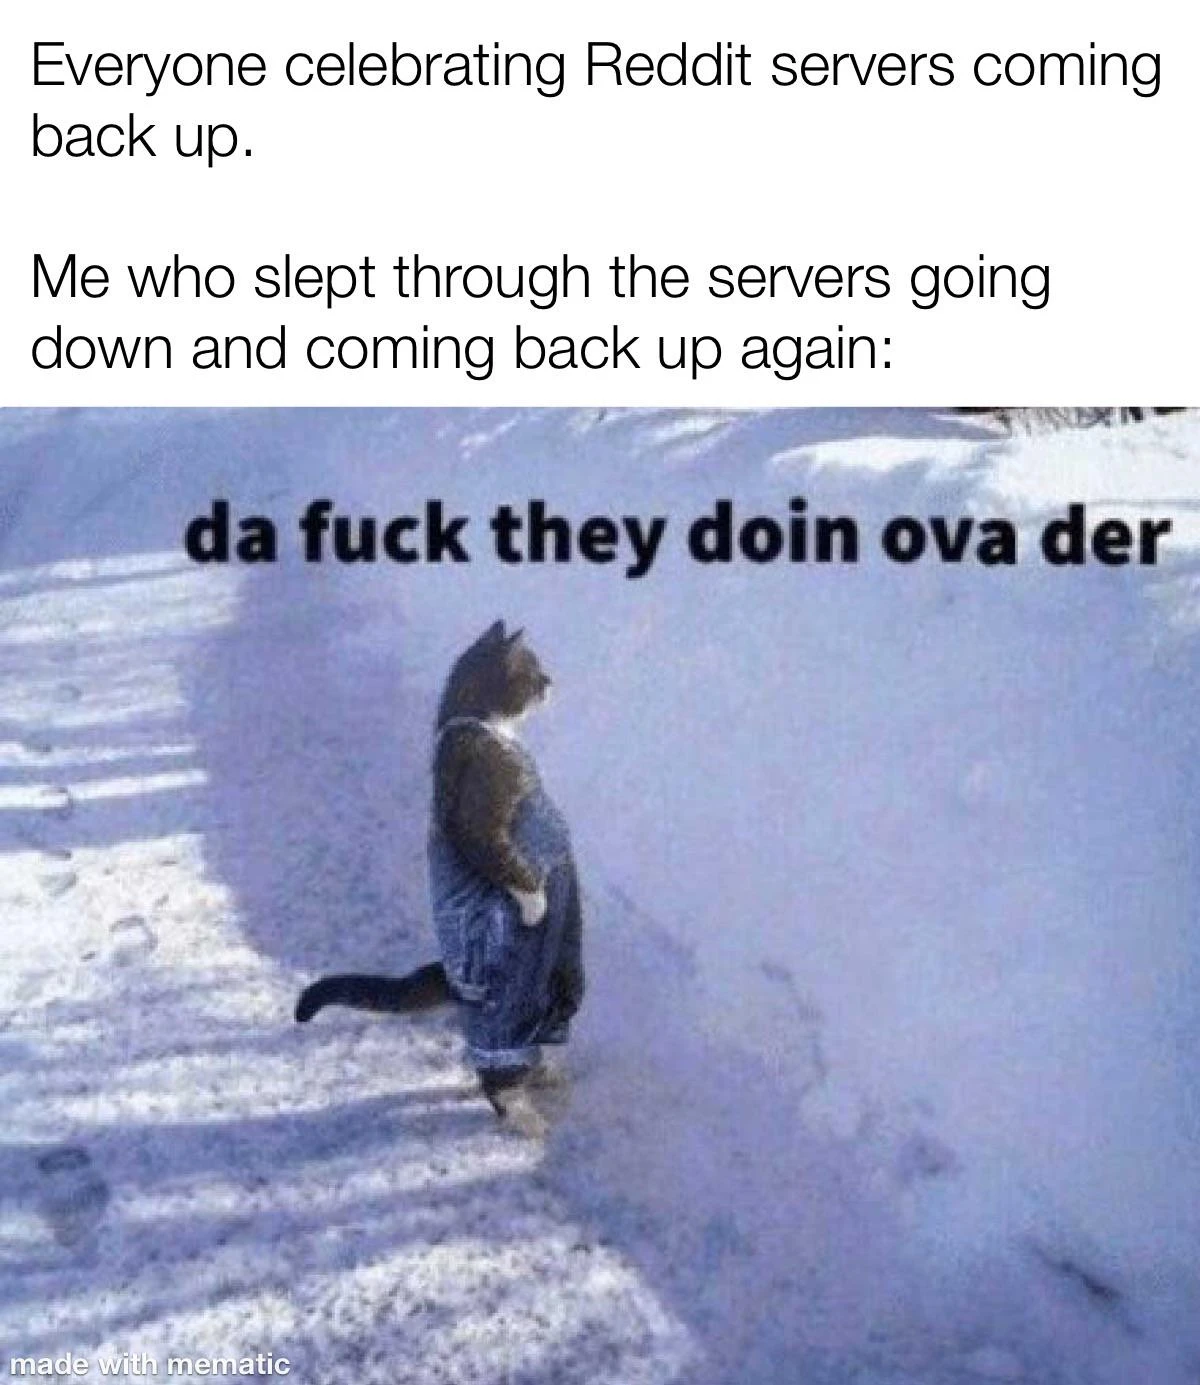 Everyone celebrating Reddit servers coming
back up.
Me who slept through the servers going
down and coming back up again:
da fuck they doin ova der
made with mematic